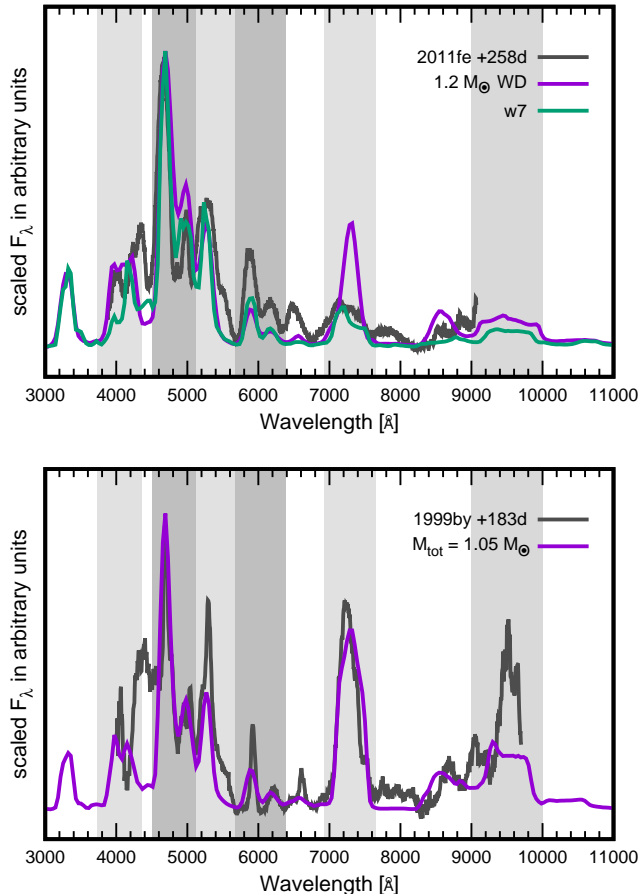 scaled F_λ in arbitrary units
2011fe +258d
1.2 M☉ WD
w7
3000 4000 5000 6000 7000 8000 9000 10000 11000
Wavelength [Å]
scaled F_λ in arbitrary units
1999by +183d
M_tot = 1.05 M☉
3000 4000 5000 6000 7000 8000 9000 10000 11000
Wavelength [Å]